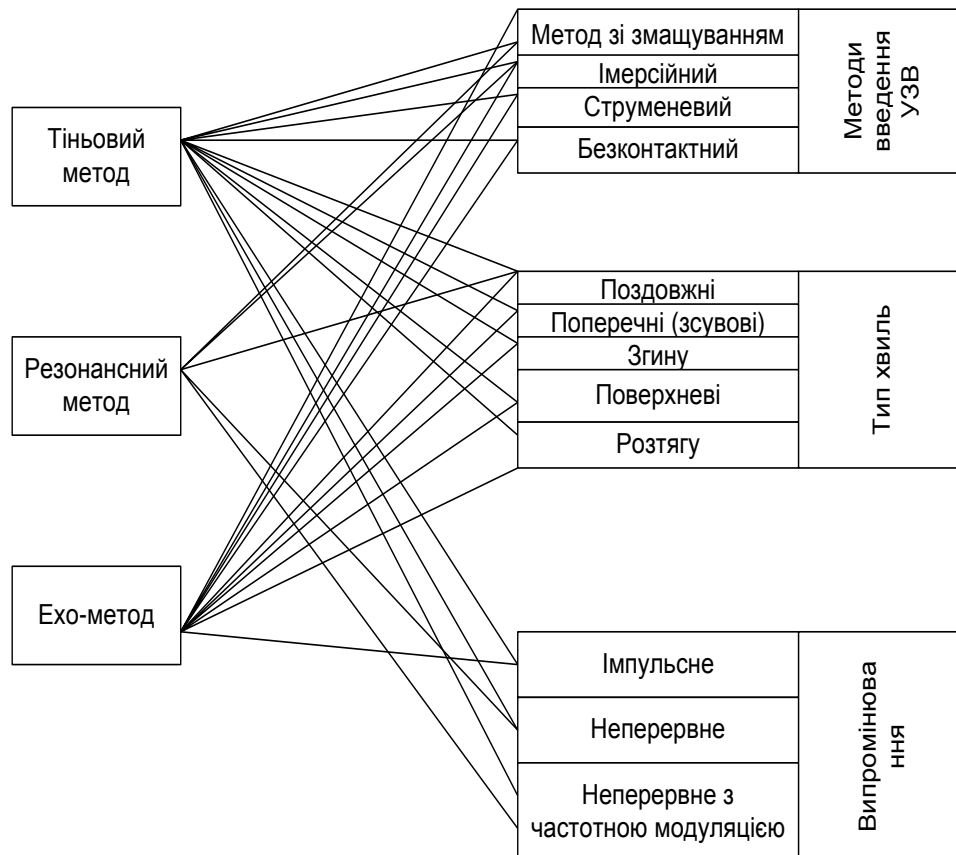 Тіньовий
метод
Резонансний
метод
Ехо-метод
Метод зі змащуванням
Імерсійний
Струменевий
Безконтактний
Методи
введення
УЗВ
Поздовжні
Поперечні (зсувові)
Згину
Поверхневі
Розтягу
Тип хвиль
Імпульсне
Неперервне
Неперервне з
частотною модуляцією
Випромінюва
ння